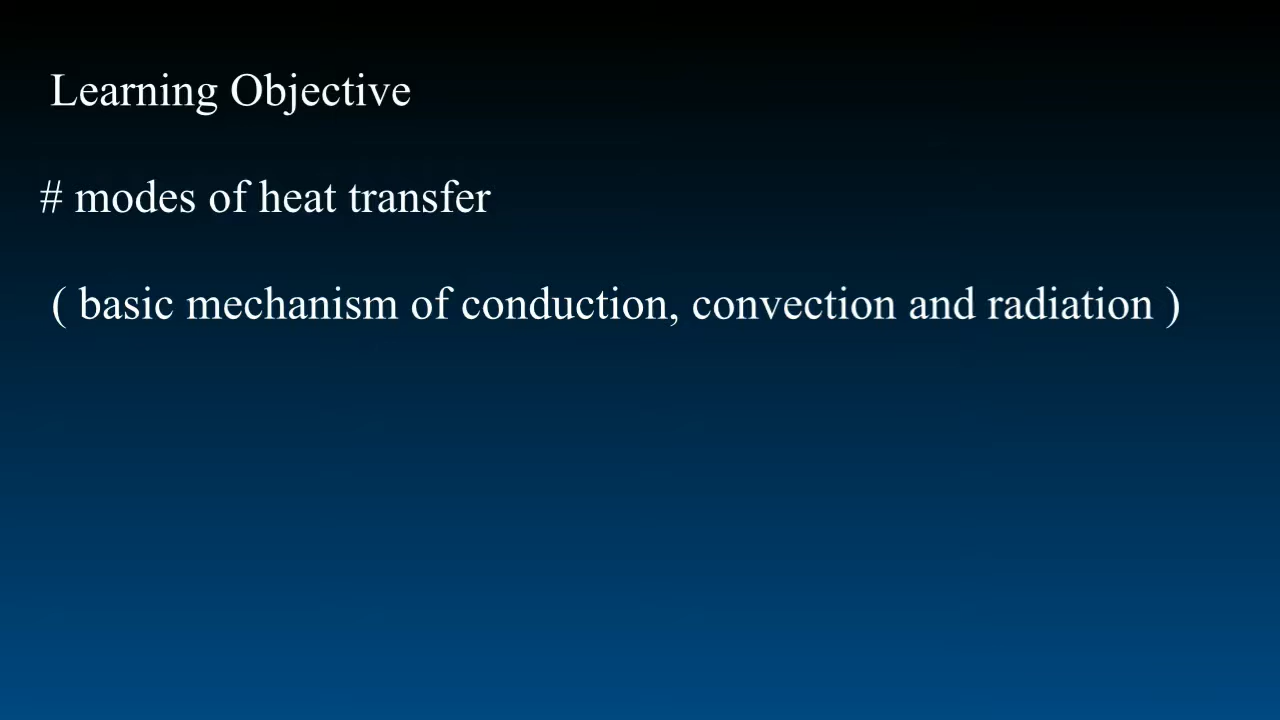 Learning Objective
# modes of heat transfer
( basic mechanism of conduction, convection and radiation )